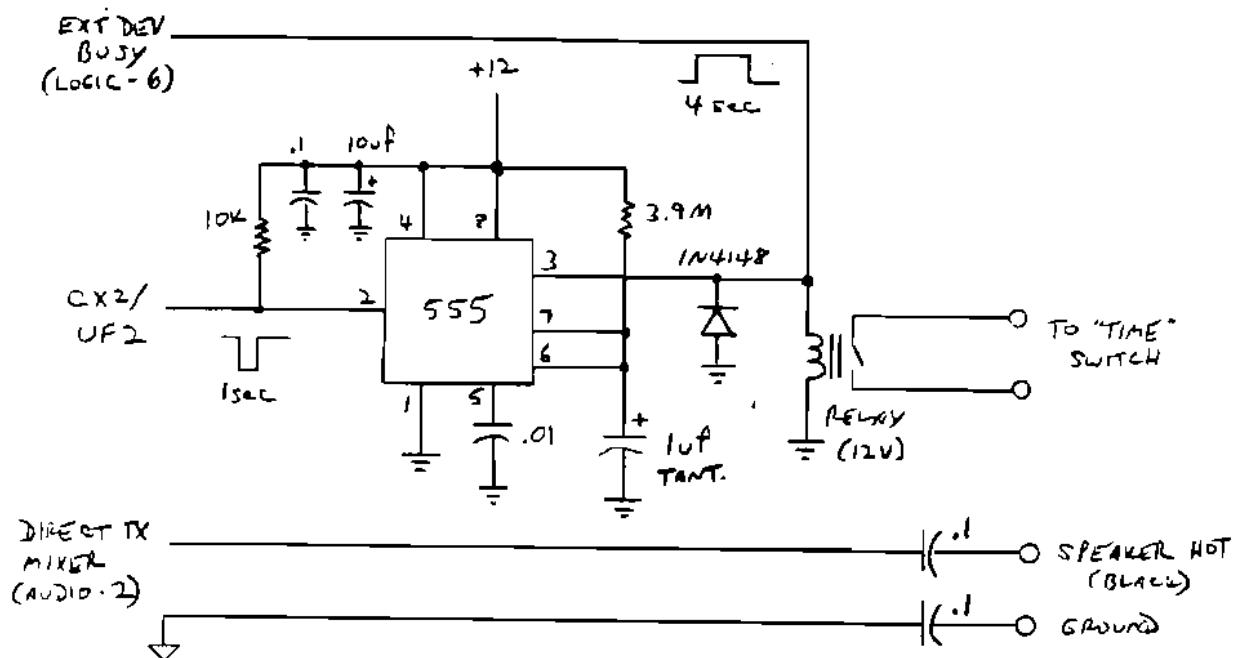 EXT DEV
BUSY
(LOGIC-6)
+12
4 sec
.1
10uf
10K
4
8
3.9M
3
1N4148
CX2/
UF2
2
555
7
6
TO "TIME"
SWITCH
1sec
1
5
.01
+
+
1uf
TANT.
RELAY
(12V)
DIRECT TX
MIXER
(AUDIO-2)
.1
SPEAKER HOT
(BLACK)
.1
GROUND